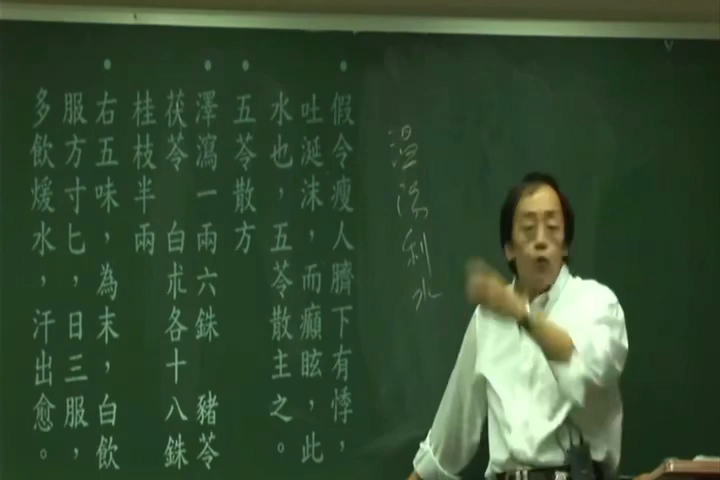 溫陽利水
•假令瘦人臍下有悸，
吐涎沫，而癲眩，此
水也，五苓散主之。
•五苓散方
•澤瀉一兩六銖　豬苓
茯苓　白朮各十八銖
桂枝半兩
•右五味，為末，白飲
服方寸匕，日三服，
多飲煖水，汗出愈。